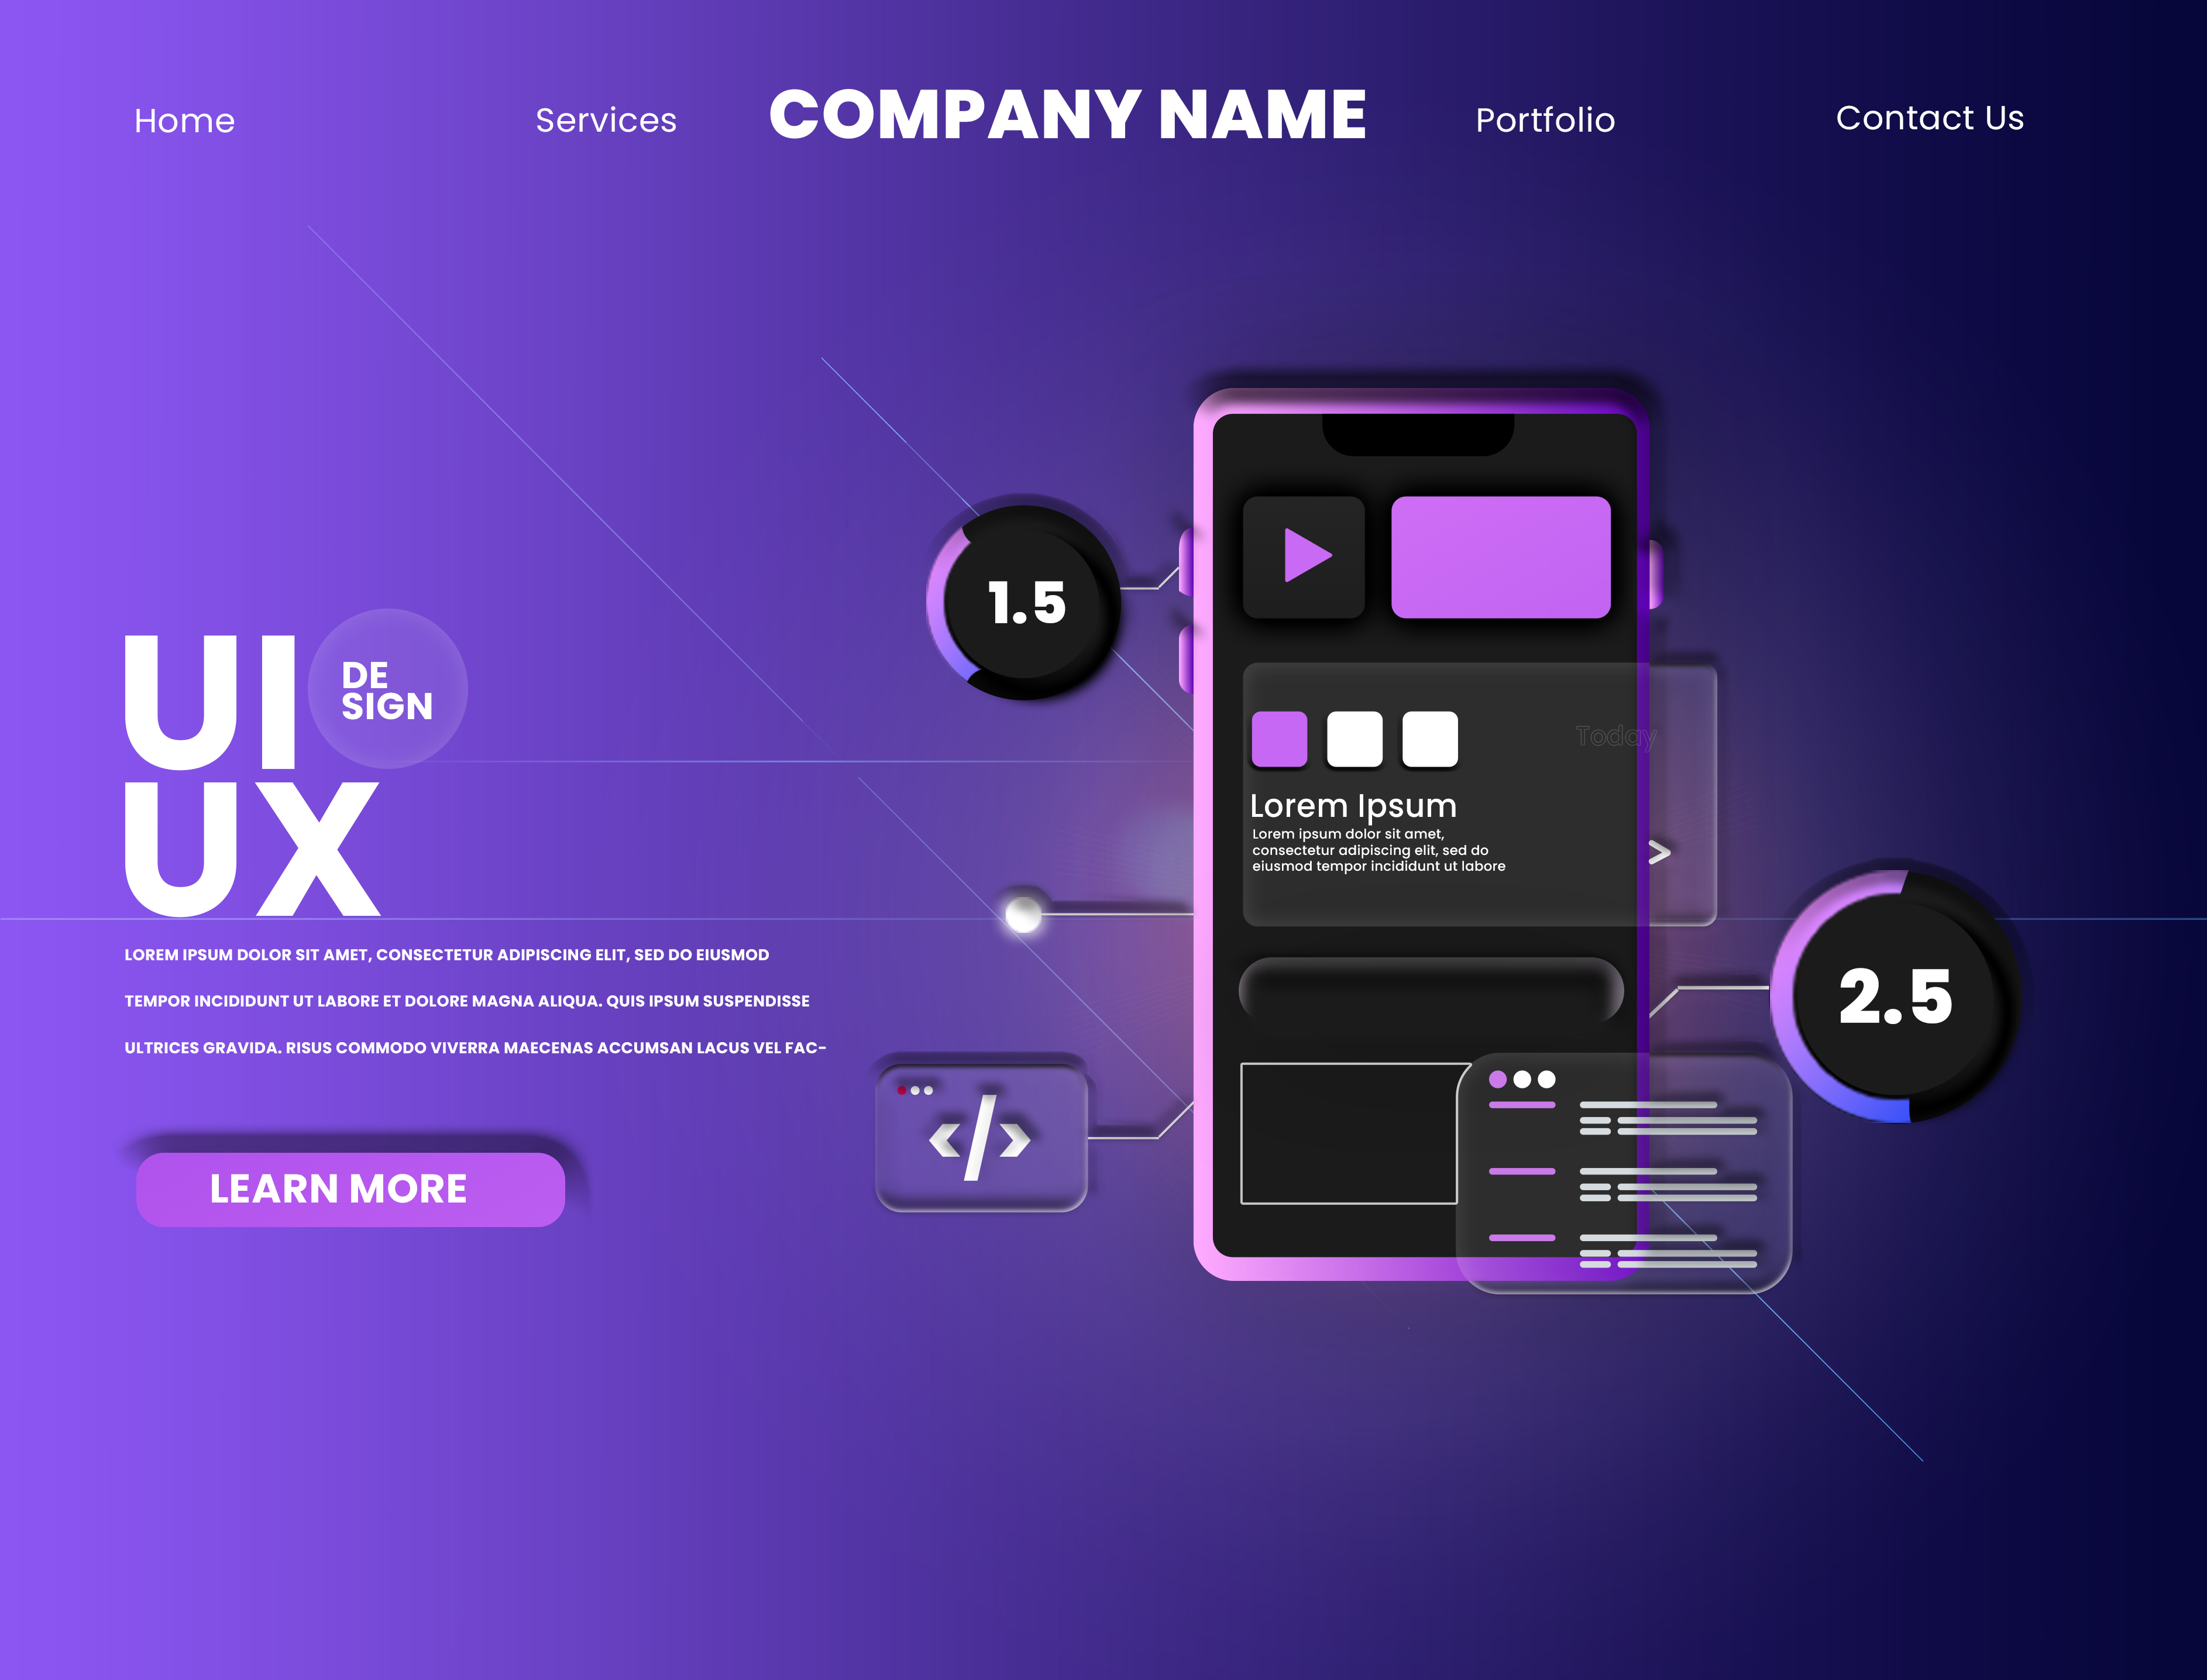 Home
Services
COMPANY NAME
Portfolio
Contact Us
UI
DE
SIGN
UX
LOREM IPSUM DOLOR SIT AMET, CONSECTETUR ADIPISCING ELIT, SED DO EIUSMOD
TEMPOR INCIDIDUNT UT LABORE ET DOLORE MAGNA ALIQUA. QUIS IPSUM SUSPENDISSE
ULTRICES GRAVIDA. RISUS COMMODO VIVERRA MAECENAS ACCUMSAN LACUS VEL FAC-
LEARN MORE
1.5
</>
Today
Lorem Ipsum
Lorem ipsum dolor sit amet,
consectetur adipiscing elit, sed do
eiusmod tempor incididunt ut labore
>
2.5